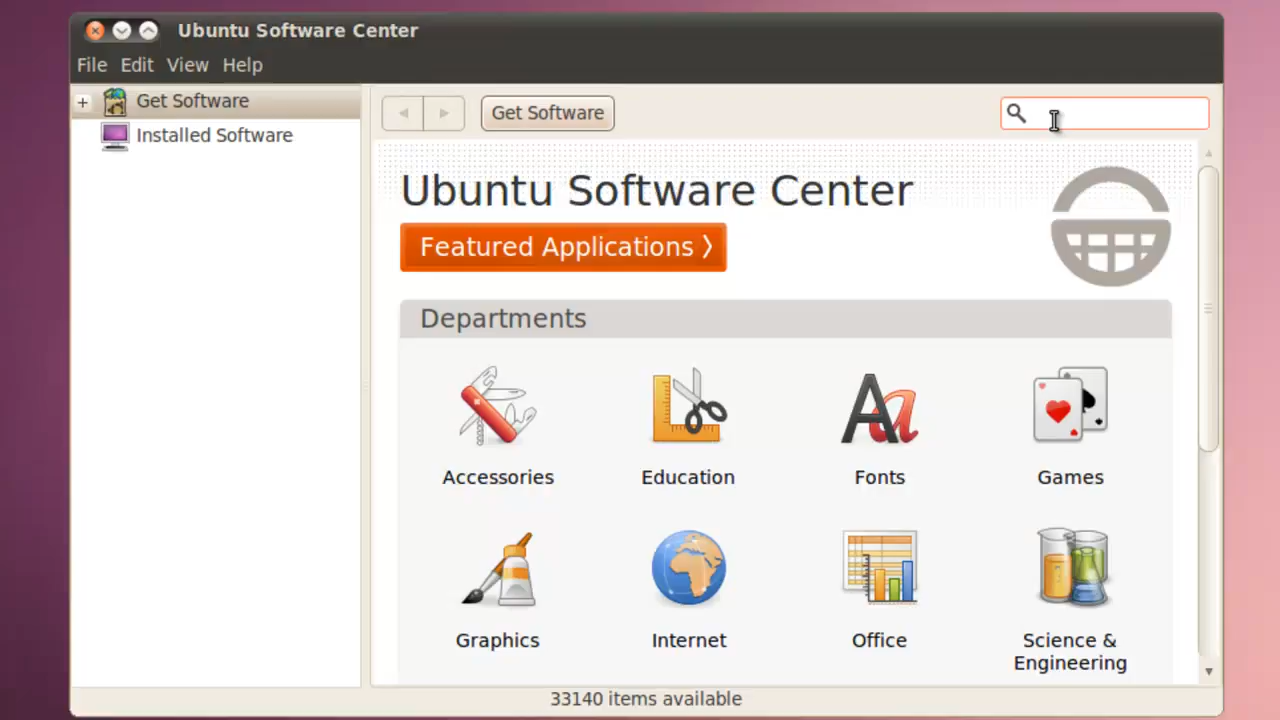 Ubuntu Software Center
File Edit View Help
Get Software
Installed Software
Get Software
Ubuntu Software Center
Featured Applications ⟩
Departments
Accessories
Education
Fonts
Games
Graphics
Internet
Office
Science &
Engineering
33140 items available